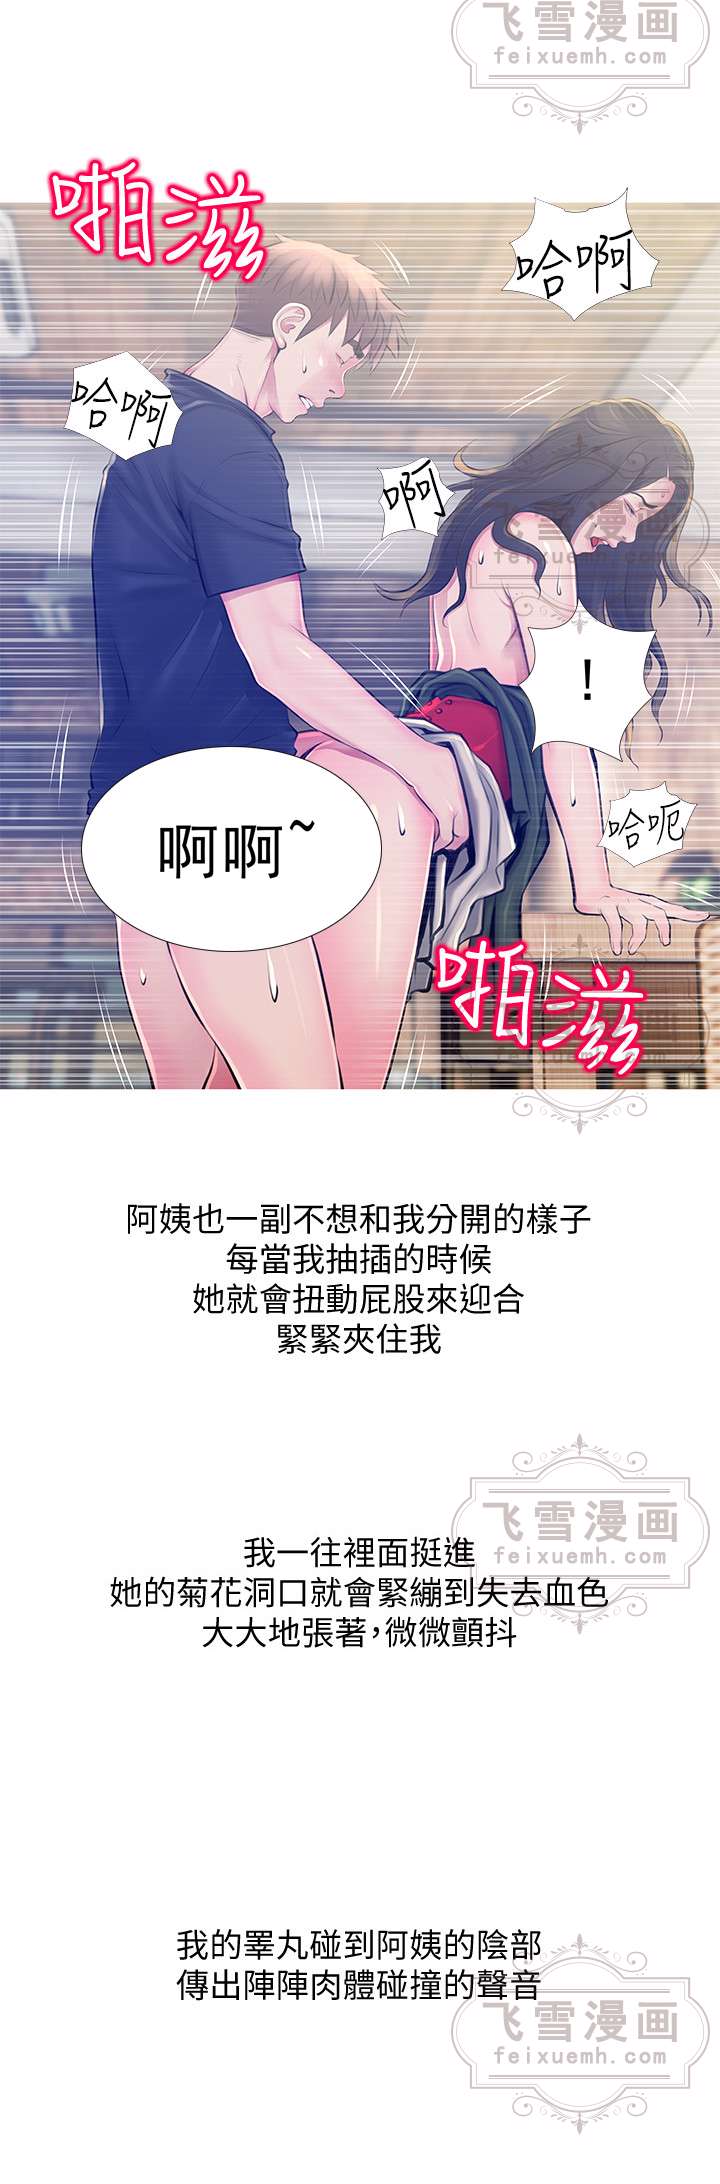 飞雪漫画
feixuemh.com
啪滋
哈啊
哈啊
啊
飞雪漫画
feixuemh.com
！
哈呃
啊啊~
啪滋
阿姨也一副不想和我分開的樣子
每當我抽插的時候
她就會扭動屁股來迎合
緊緊夾住我
飞雪漫画
feixuemh.com
我一往裡面挺進
她的菊花洞口就會緊繃到失去血色
大大地張著,微微顫抖
我的睪丸碰到阿姨的陰部
傳出陣陣肉體碰撞的聲音
飞雪漫画
feixuemh.com